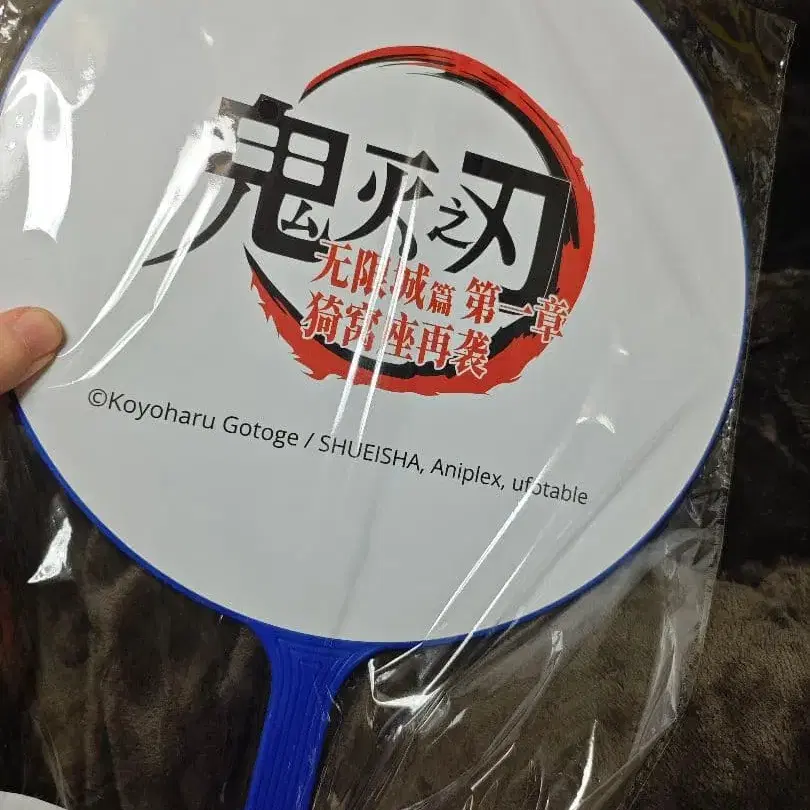 鬼灭之刃
无限城篇 第一章
猗窝座再袭
©Koyoharu Gotoge / SHUEISHA, Aniplex, ufotable